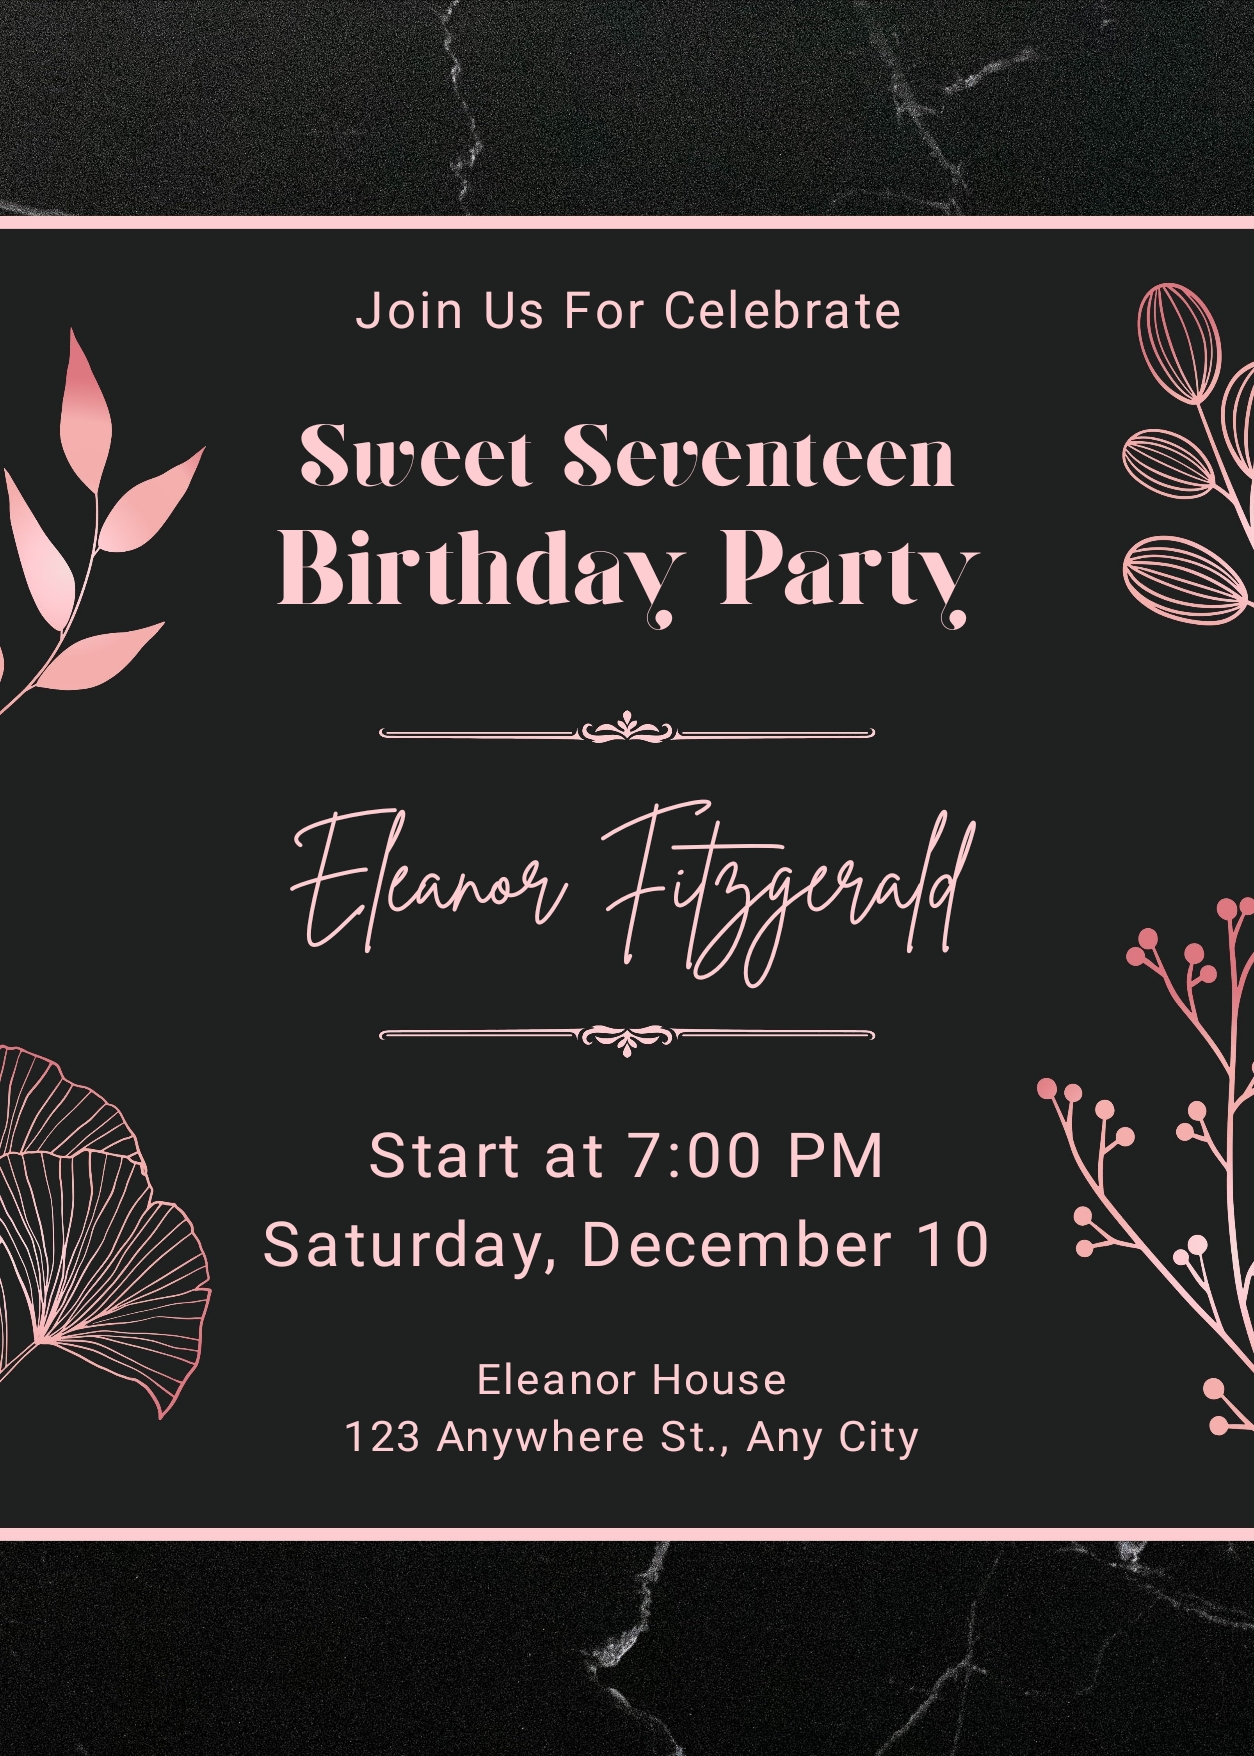 Join Us For Celebrate
Sweet Seventeen
Birthday Party
Eleanor Fitzgerald
Start at 7:00 PM
Saturday, December 10
Eleanor House
123 Anywhere St., Any City